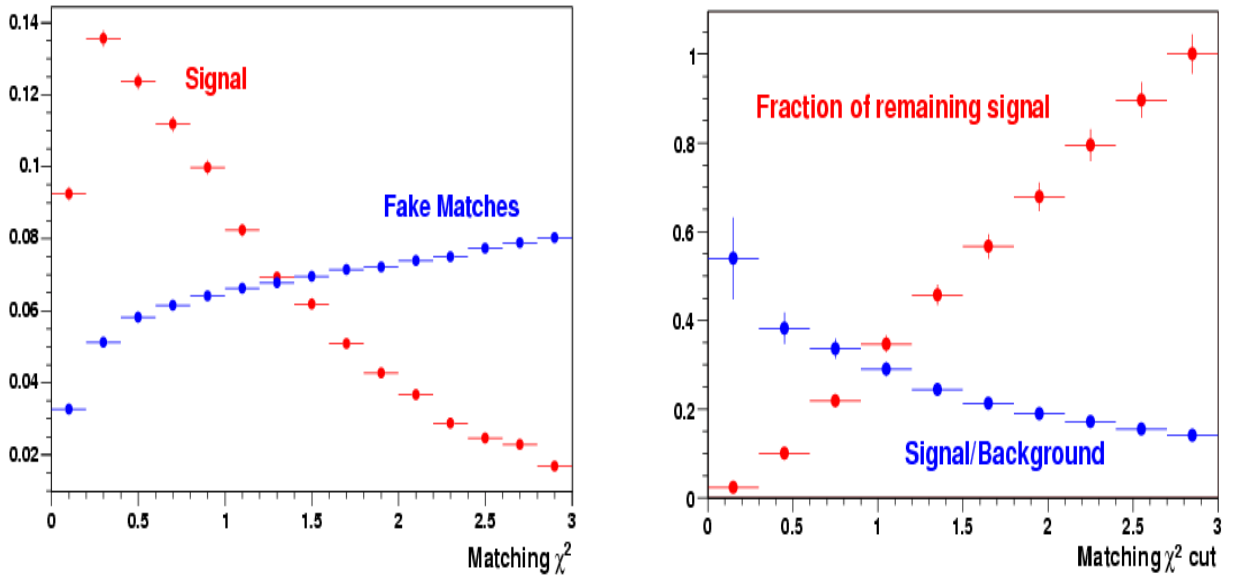 0.14
0.12
0.1
0.08
0.06
0.04
0.02
Signal
Fake Matches
0 0.5 1 1.5 2 2.5 3
Matching χ²
1
0.8
0.6
0.4
0.2
0
Fraction of remaining signal
Signal/Background
0 0.5 1 1.5 2 2.5 3
Matching χ² cut